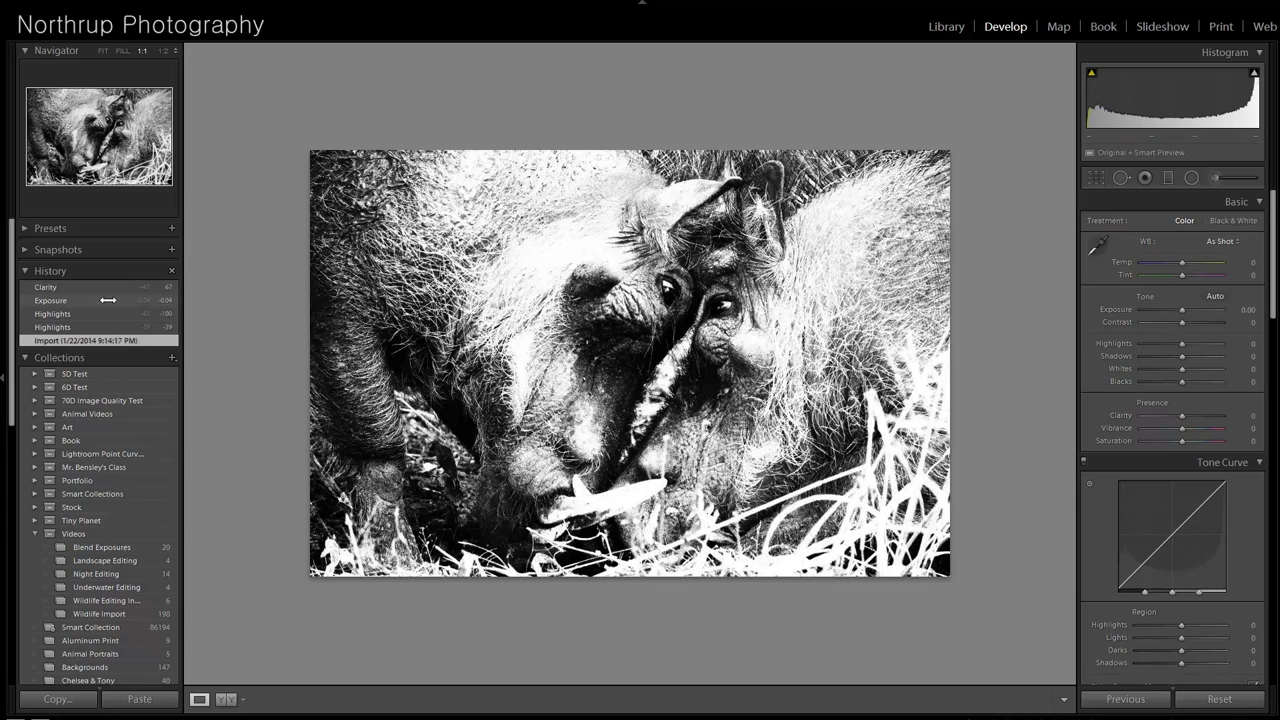 Northrup Photography
Library | Develop | Map | Book | Slideshow | Print | Web
Navigator FIT FILL 1:1 1:2
Presets
Snapshots
History
Clarity 67
Exposure -0.04
Highlights -100
Highlights -39
Import (1/22/2014 9:14:17 PM)
Collections
5D Test
6D Test
70D Image Quality Test
Animal Videos
Art
Book
Lightroom Point Curv...
Mr. Bensley's Class
Portfolio
Smart Collections
Stock
Tiny Planet
Videos
Blend Exposures 20
Landscape Editing 4
Night Editing 14
Underwater Editing 4
Wildlife Editing in... 6
Wildlife Import 198
Smart Collection 86194
Aluminum Print 9
Animal Portraits 5
Backgrounds 147
Chelsea & Tony 40
Copy... Paste
Histogram
Original + Smart Preview
Basic
Treatment : Color Black & White
WB : As Shot
Temp 0
Tint 0
Tone Auto
Exposure 0.00
Contrast 0
Highlights 0
Shadows 0
Whites 0
Blacks 0
Presence
Clarity 0
Vibrance 0
Saturation 0
Tone Curve
Region
Highlights 0
Lights 0
Darks 0
Shadows 0
Previous Reset